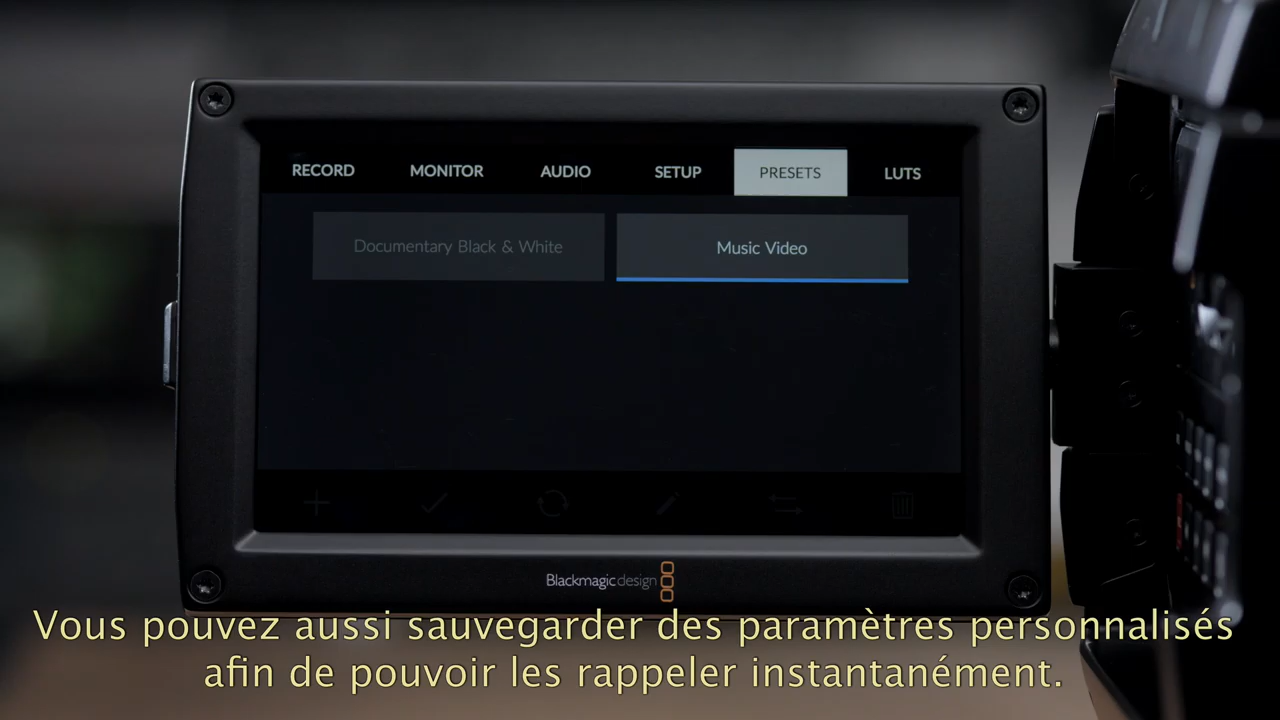 RECORD MONITOR AUDIO SETUP PRESETS LUTS
Documentary Black & White Music Video
Blackmagicdesign
Vous pouvez aussi sauvegarder des paramètres personnalisés
afin de pouvoir les rappeler instantanément.